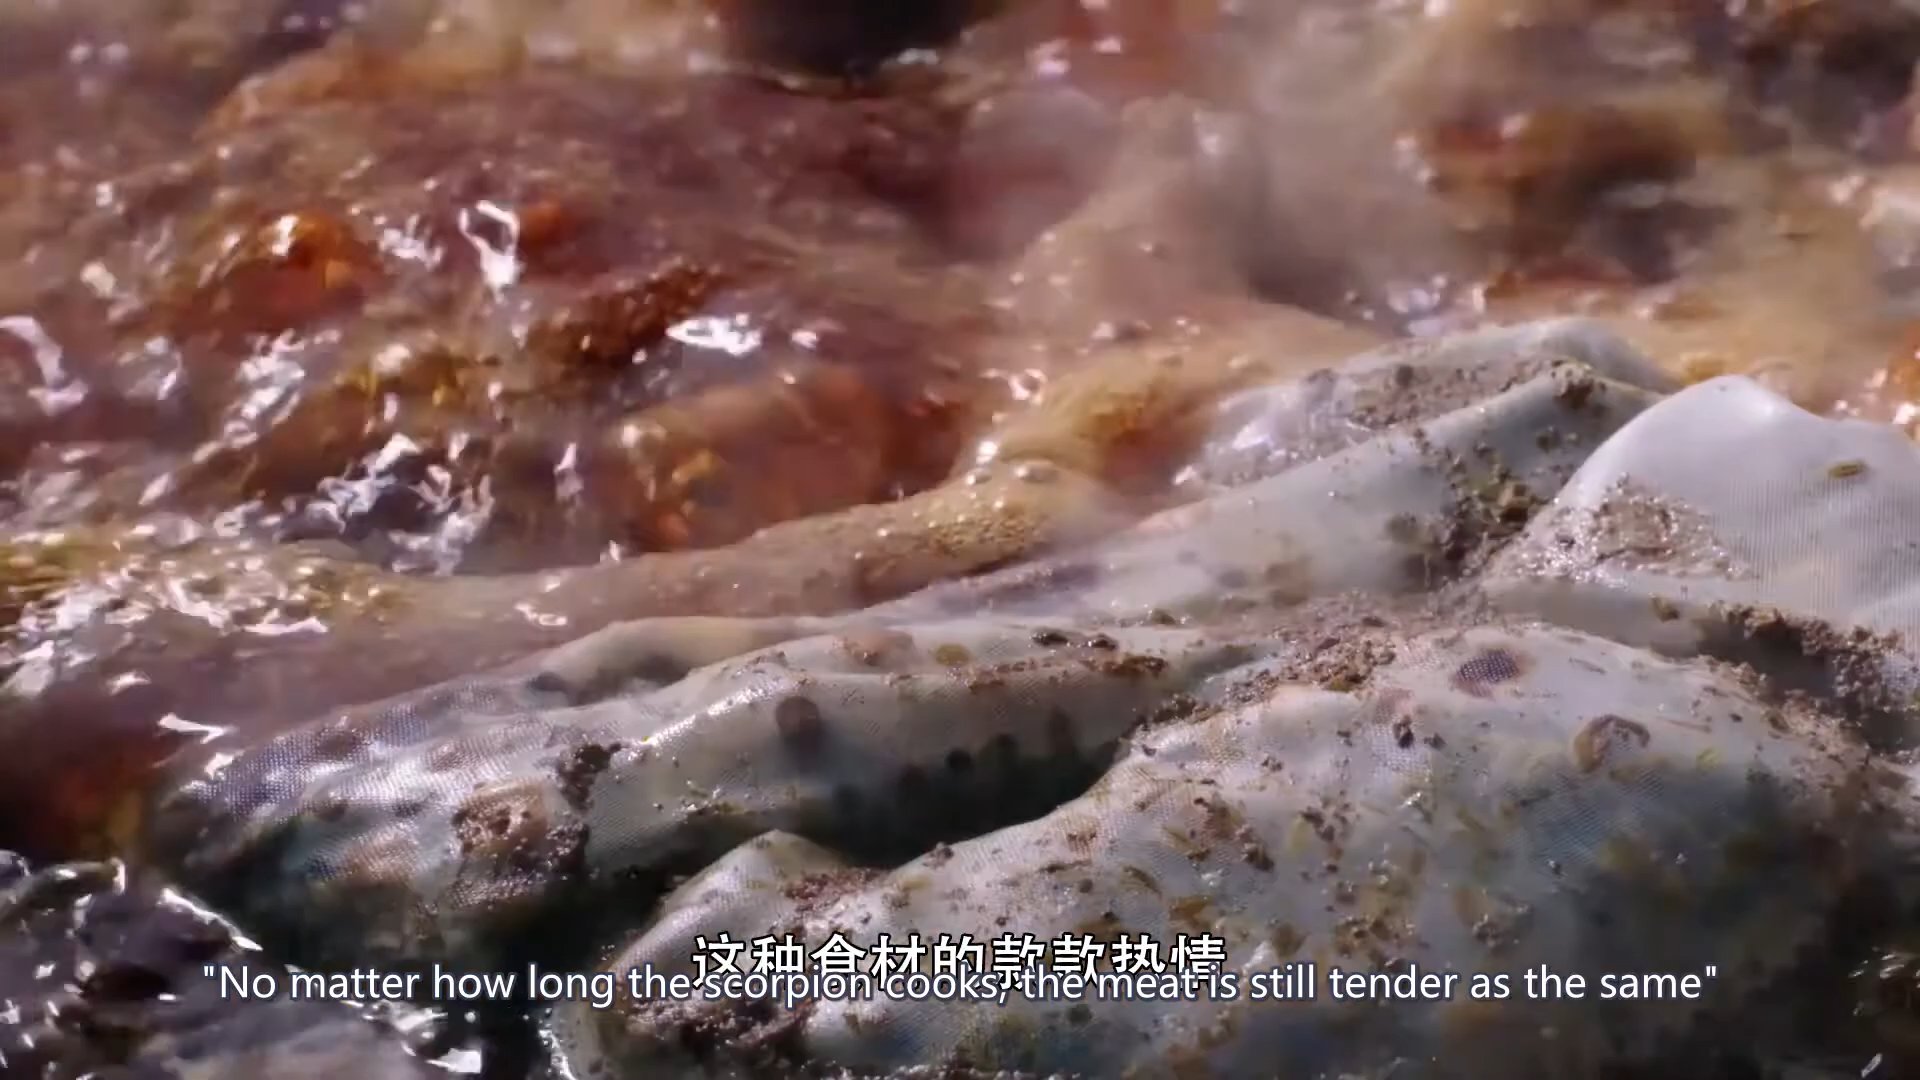 这种食材的款款热情
"No matter how long the scorpion cooks, the meat is still tender as the same"